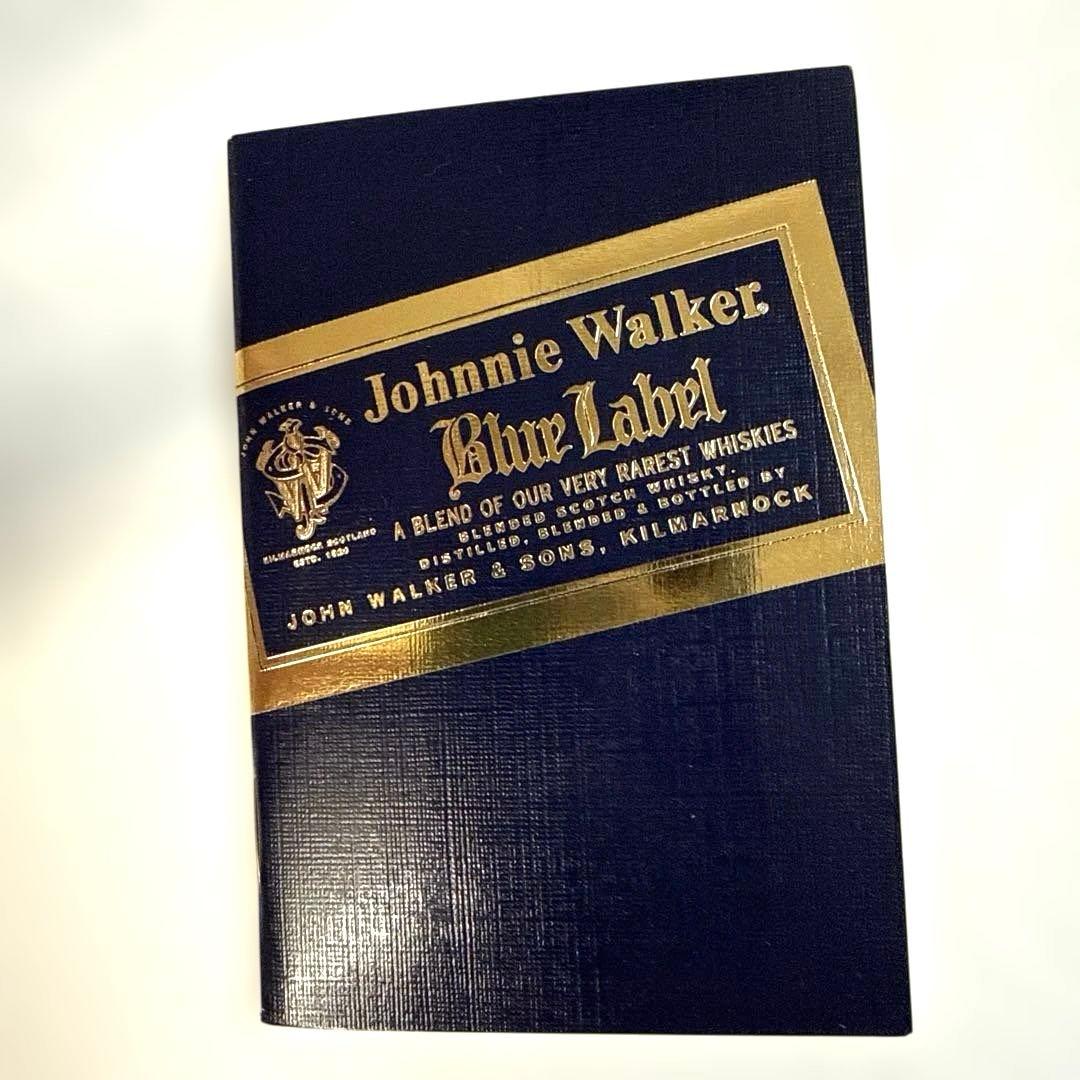 Johnnie Walker®
Blue Label
A BLEND OF OUR VERY RAREST WHISKIES
BLENDED SCOTCH WHISKY.
DISTILLED, BLENDED & BOTTLED BY
JOHN WALKER & SONS, KILMARNOCK
JOHN WALKER & SONS
KILMARNOCK SCOTLAND
ESTD. 1820